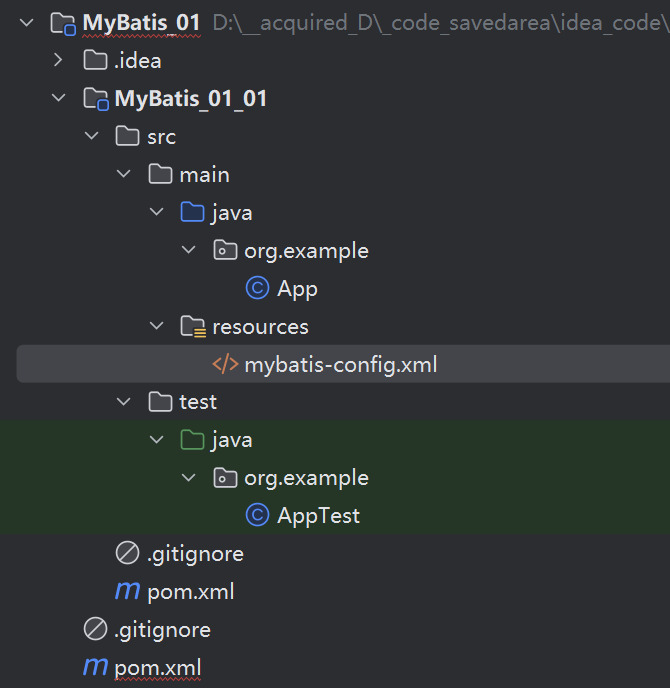 MyBatis_01 D:\__acquired_D\_code_savedarea\idea_code\
.idea
MyBatis_01_01
src
main
java
org.example
App
resources
mybatis-config.xml
test
java
org.example
AppTest
.gitignore
pom.xml
.gitignore
pom.xml